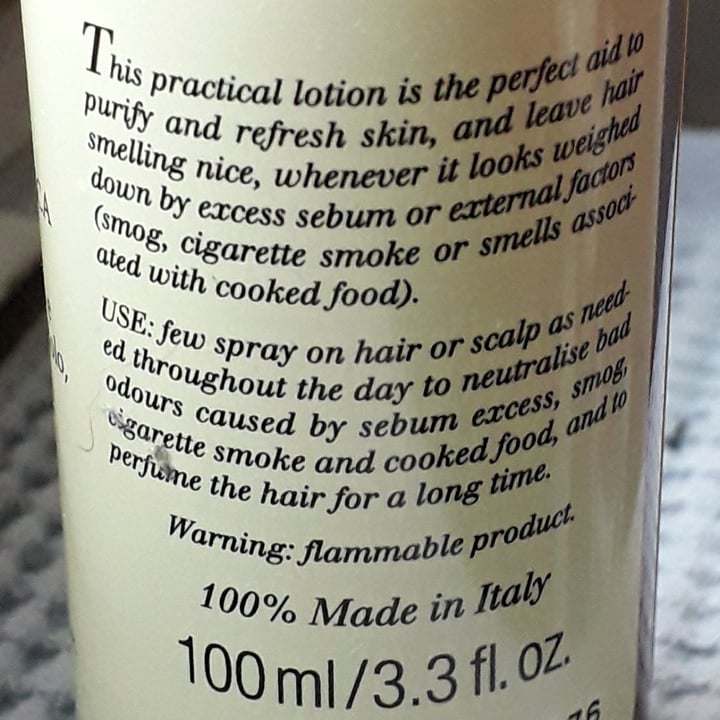 This practical lotion is the perfect aid to
purify and refresh skin, and leave hair
smelling nice, whenever it looks weighed
down by excess sebum or external factors
(smog, cigarette smoke or smells associ-
ated with cooked food).
USE: few spray on hair or scalp as need-
ed throughout the day to neutralise bad
odours caused by sebum excess, smog,
cigarette smoke and cooked food, and to
perfume the hair for a long time.
Warning: flammable product.
100% Made in Italy
100 ml/3.3 fl. oz.